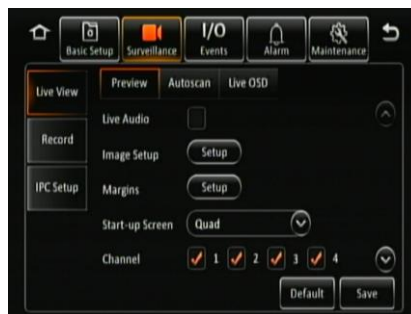 I/O
Basic Setup Surveillance Events Alarm Maintenance
Live View Preview Autoscan Live OSD
Live Audio
Record
Image Setup Setup
IPC Setup Margins Setup
Start-up Screen Quad
Channel 1 2 3 4
Default Save